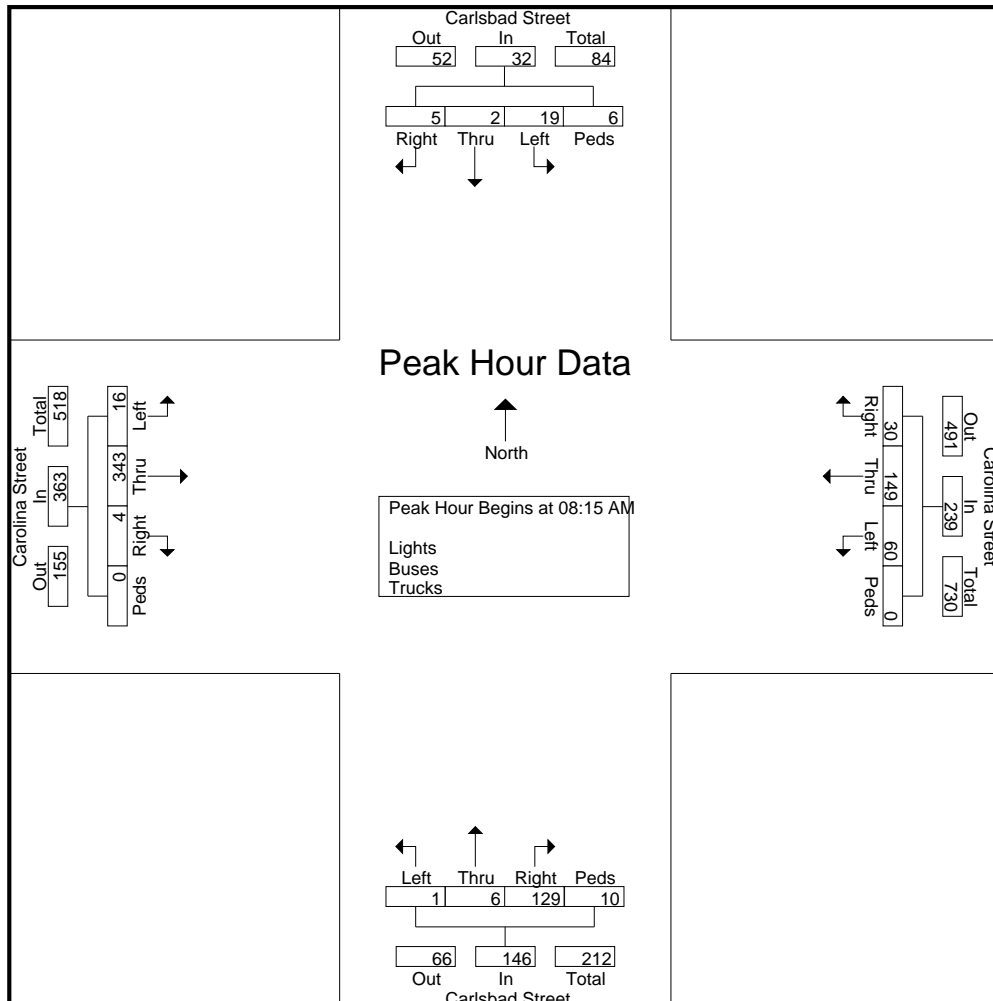 Carlsbad Street
Out In Total
52 32 84
5 2 19 6
Right Thru Left Peds
Peak Hour Data
North
Peak Hour Begins at 08:15 AM
Lights
Buses
Trucks
Carolina Street
Total In Out
518 363 155
16 343 4 0
Left Thru Right Peds
Right Thru Left Peds
30 149 60 0
Out In Total
491 239 730
Carolina Street
Left Thru Right Peds
1 6 129 10
66 146 212
Out In Total
Carlsbad Street